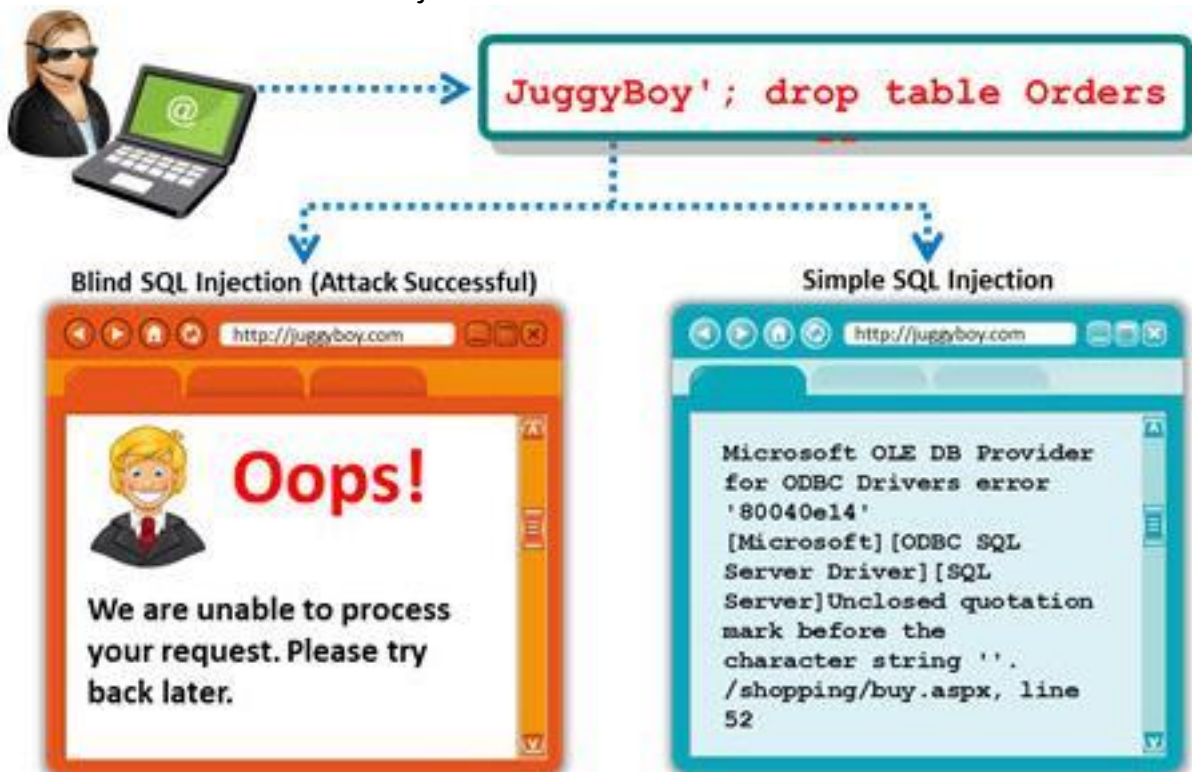 @
JuggyBoy'; drop table Orders
--
Blind SQL Injection (Attack Successful)
http://juggyboy.com
Oops!
We are unable to process
your request. Please try
back later.
Simple SQL Injection
http://juggyboy.com
Microsoft OLE DB Provider
for ODBC Drivers error
'80040e14'
[Microsoft][ODBC SQL
Server Driver][SQL
Server]Unclosed quotation
mark before the
character string ''.
/shopping/buy.aspx, line
52